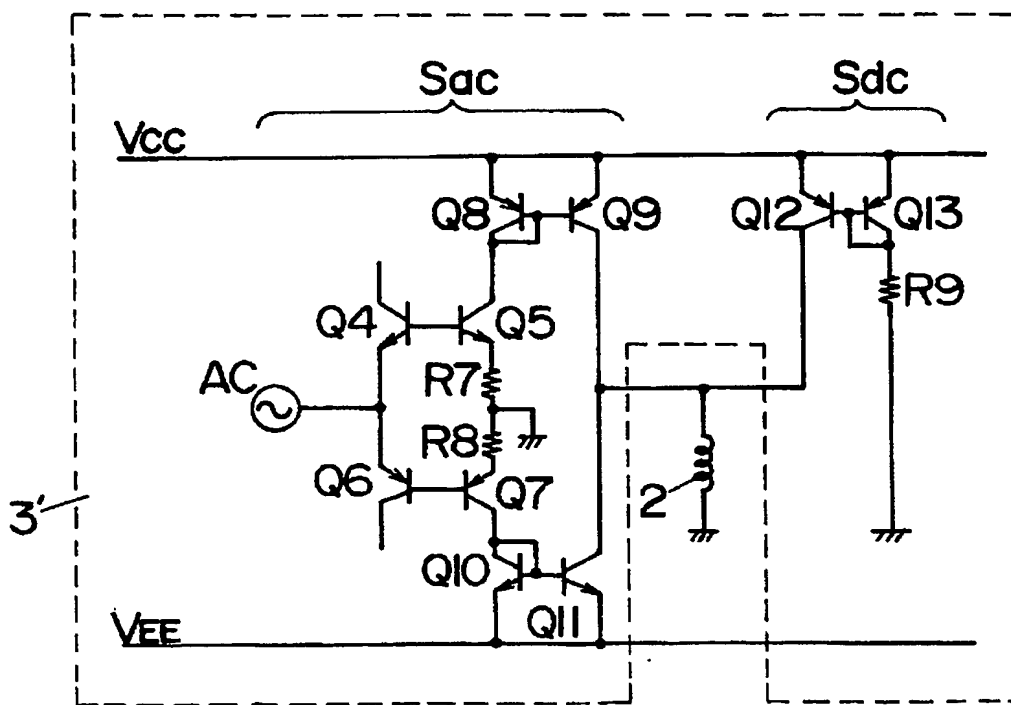 Sac Sdc
VCC
Q8 Q9 Q12 Q13
R9
Q4 Q5
AC R7
R8
Q6 Q7
3' 2
Q10
Q11
VEE